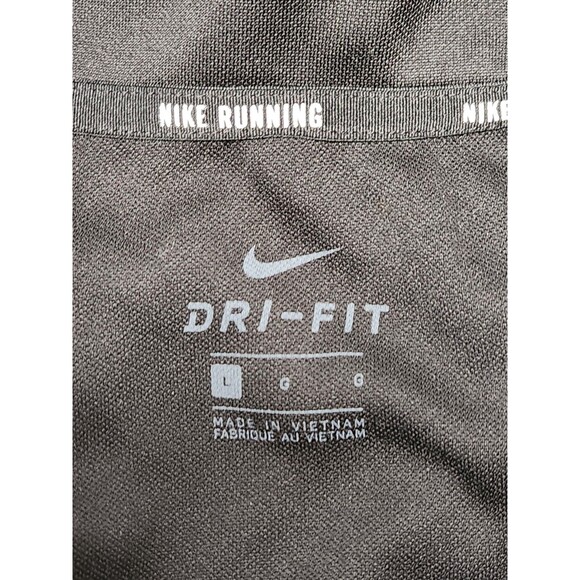 NIKE RUNNING NIKE
DRI-FIT
L G G
MADE IN VIETNAM
FABRIQUE AU VIETNAM